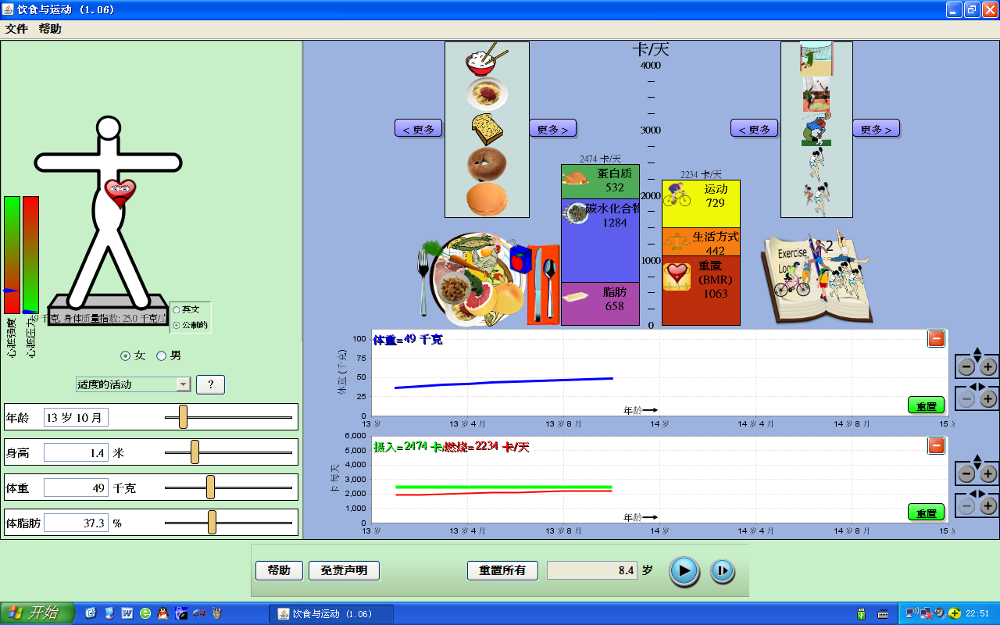 饮食与运动 (1.06)
文件 帮助
卡/天
4000
3000
2000
1000
0
< 更多
更多 >
< 更多
更多 >
2474 卡/天
蛋白质
532
碳水化合物
1284
脂肪
658
2234 卡/天
运动
729
生活方式
442
重置
(BMR)
1063
Exercise
2
心脏强度
心脏压力
千克, 身体质量指数: 25.0 千克/
英文
公制的
女 男
适度的活动
?
年龄 13 岁 10 月
身高 1.4 米
体重 49 千克
体脂肪 37.3 %
体重=49 千克
体重 (千克)
100
75
50
25
0
年龄
重置
13 岁 13 岁 4 月 13 岁 8 月 14 岁 14 岁 4 月 14 岁 8 月 15
摄入=2474 卡/燃烧=2234 卡/天
卡 每天
6,000
5,000
4,000
3,000
2,000
1,000
0
年龄
重置
13 岁 13 岁 4 月 13 岁 8 月 14 岁 14 岁 4 月 14 岁 8 月 15
帮助 免责声明 重置所有 8.4 岁
开始
饮食与运动 (1.06)
22:51